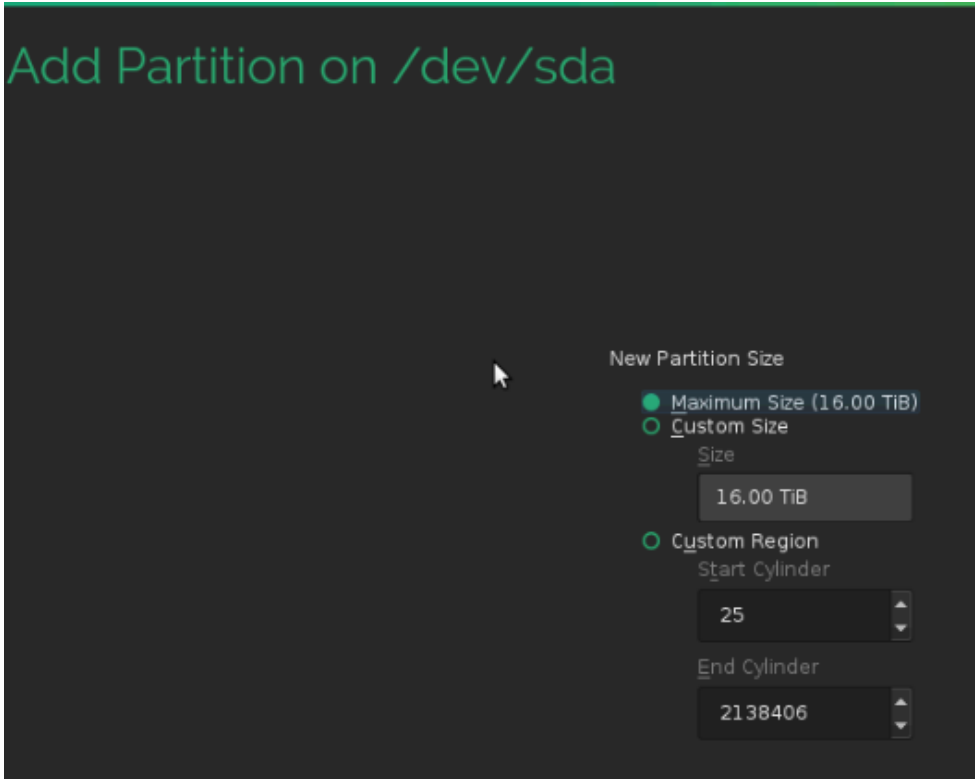 Add Partition on /dev/sda
New Partition Size
Maximum Size (16.00 TiB)
Custom Size
Size
16.00 TiB
Custom Region
Start Cylinder
25
End Cylinder
2138406